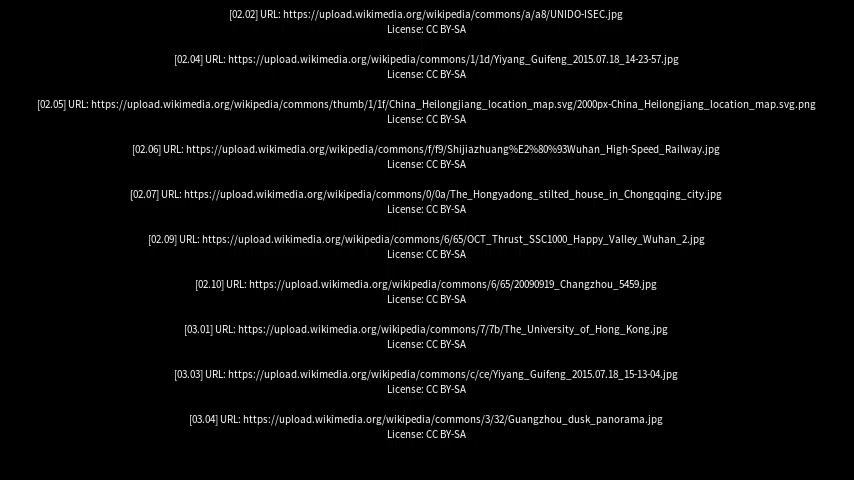 [02.02] URL: https://upload.wikimedia.org/wikipedia/commons/a/a8/UNIDO-ISEC.jpg
License: CC BY-SA
[02.04] URL: https://upload.wikimedia.org/wikipedia/commons/1/1d/Yiyang_Guifeng_2015.07.18_14-23-57.jpg
License: CC BY-SA
[02.05] URL: https://upload.wikimedia.org/wikipedia/commons/thumb/1/1f/China_Heilongjiang_location_map.svg/2000px-China_Heilongjiang_location_map.svg.png
License: CC BY-SA
[02.06] URL: https://upload.wikimedia.org/wikipedia/commons/f/f9/Shijiazhuang%E2%80%93Wuhan_High-Speed_Railway.jpg
License: CC BY-SA
[02.07] URL: https://upload.wikimedia.org/wikipedia/commons/0/0a/The_Hongyadong_stilted_house_in_Chongqqing_city.jpg
License: CC BY-SA
[02.09] URL: https://upload.wikimedia.org/wikipedia/commons/6/65/OCT_Thrust_SSC1000_Happy_Valley_Wuhan_2.jpg
License: CC BY-SA
[02.10] URL: https://upload.wikimedia.org/wikipedia/commons/6/65/20090919_Changzhou_5459.jpg
License: CC BY-SA
[03.01] URL: https://upload.wikimedia.org/wikipedia/commons/7/7b/The_University_of_Hong_Kong.jpg
License: CC BY-SA
[03.03] URL: https://upload.wikimedia.org/wikipedia/commons/c/ce/Yiyang_Guifeng_2015.07.18_15-13-04.jpg
License: CC BY-SA
[03.04] URL: https://upload.wikimedia.org/wikipedia/commons/3/32/Guangzhou_dusk_panorama.jpg
License: CC BY-SA